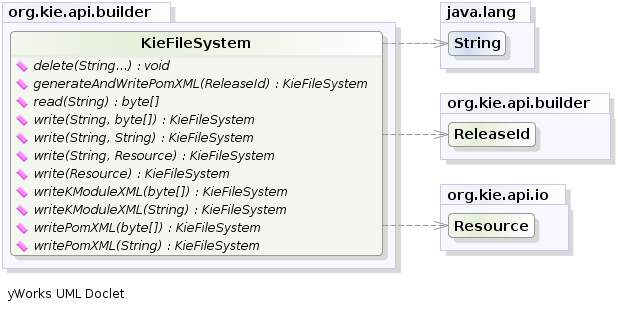 org.kie.api.builder
KieFileSystem
delete(String...) : void
generateAndWritePomXML(ReleaseId) : KieFileSystem
read(String) : byte[]
write(String, byte[]) : KieFileSystem
write(String, String) : KieFileSystem
write(String, Resource) : KieFileSystem
write(Resource) : KieFileSystem
writeKModuleXML(byte[]) : KieFileSystem
writeKModuleXML(String) : KieFileSystem
writePomXML(byte[]) : KieFileSystem
writePomXML(String) : KieFileSystem
java.lang
String
org.kie.api.builder
ReleaseId
org.kie.api.io
Resource
yWorks UML Doclet